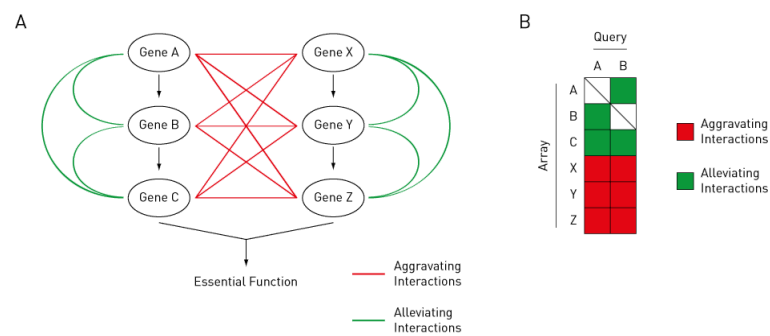 A
Gene A
Gene X
Gene B
Gene Y
Gene C
Gene Z
Essential Function
Aggravating
Interactions
Alleviating
Interactions
B
Query
A B
Array
A
B
C
X
Y
Z
Aggravating
Interactions
Alleviating
Interactions